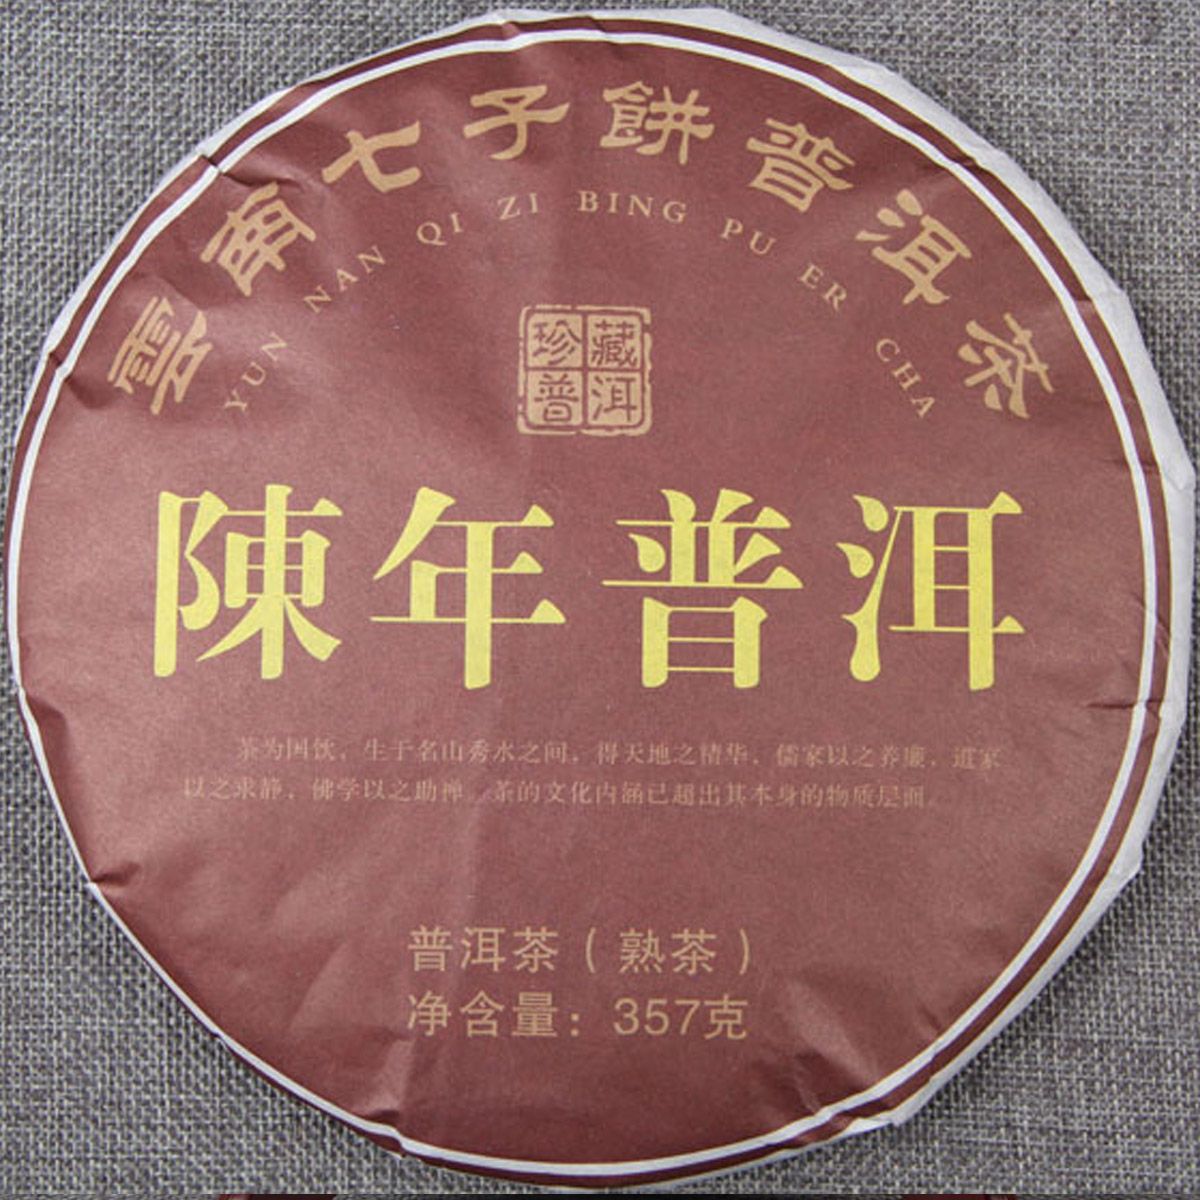 雲南七子餅普洱茶
YUN NAN QI ZI BING PU ER CHA
珍藏
普洱
陳年普洱
茶为国饮，生于名山秀水之间，得天地之精华，儒家以之养廉，道家
以之求静，佛学以之助禅。茶的文化内涵已超出其本身的物质层面。
普洱茶（熟茶）
净含量：357克